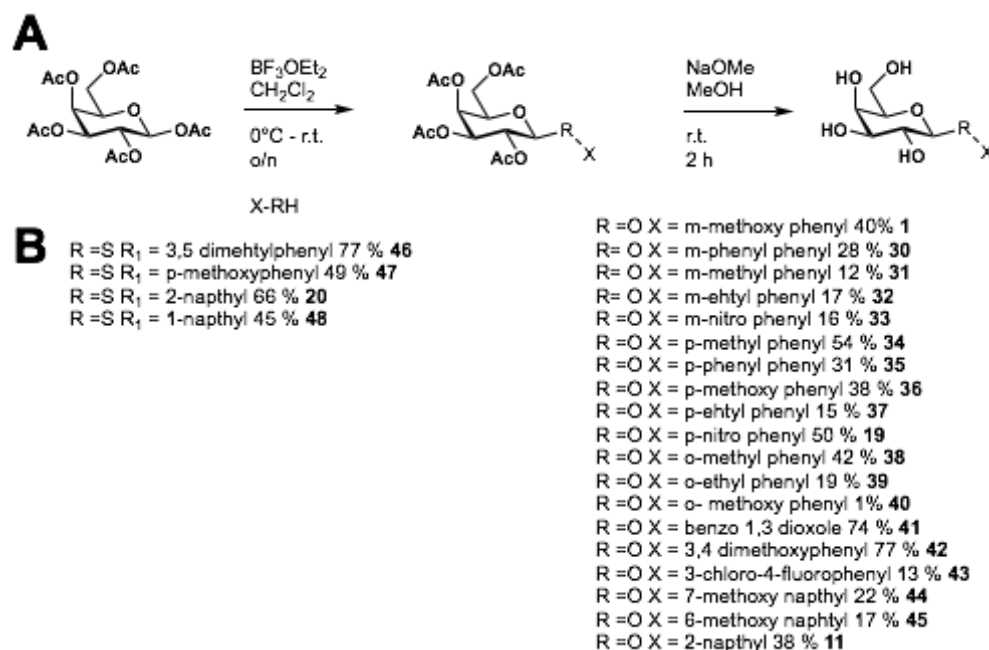 A
OAc
OAc
O
AcO
OAc
AcO
BF3OEt2
CH2Cl2
0°C - r.t.
o/n
X-RH
OAc
OAc
O
AcO
R
AcO
X
NaOMe
MeOH
r.t.
2 h
HO
OH
O
HO
R
HO
X
B
R =S R1 = 3,5 dimehtylphenyl 77 % 46
R =S R1 = p-methoxyphenyl 49 % 47
R =S R1 = 2-napthyl 66 % 20
R =S R1 = 1-napthyl 45 % 48
R =O X = m-methoxy phenyl 40% 1
R= O X = m-phenyl phenyl 28 % 30
R= O X = m-methyl phenyl 12 % 31
R= O X = m-ehtyl phenyl 17 % 32
R =O X = m-nitro phenyl 16 % 33
R =O X = p-methyl phenyl 54 % 34
R =O X = p-phenyl phenyl 31 % 35
R =O X = p-methoxy phenyl 38 % 36
R =O X = p-ehtyl phenyl 15 % 37
R =O X = p-nitro phenyl 50 % 19
R =O X = o-methyl phenyl 42 % 38
R =O X = o-ethyl phenyl 19 % 39
R =O X = o- methoxy phenyl 1% 40
R =O X = benzo 1,3 dioxole 74 % 41
R =O X = 3,4 dimethoxyphenyl 77 % 42
R =O X = 3-chloro-4-fluorophenyl 13 % 43
R =O X = 7-methoxy napthyl 22 % 44
R =O X = 6-methoxy naphtyl 17 % 45
R =O X = 2-napthyl 38 % 11